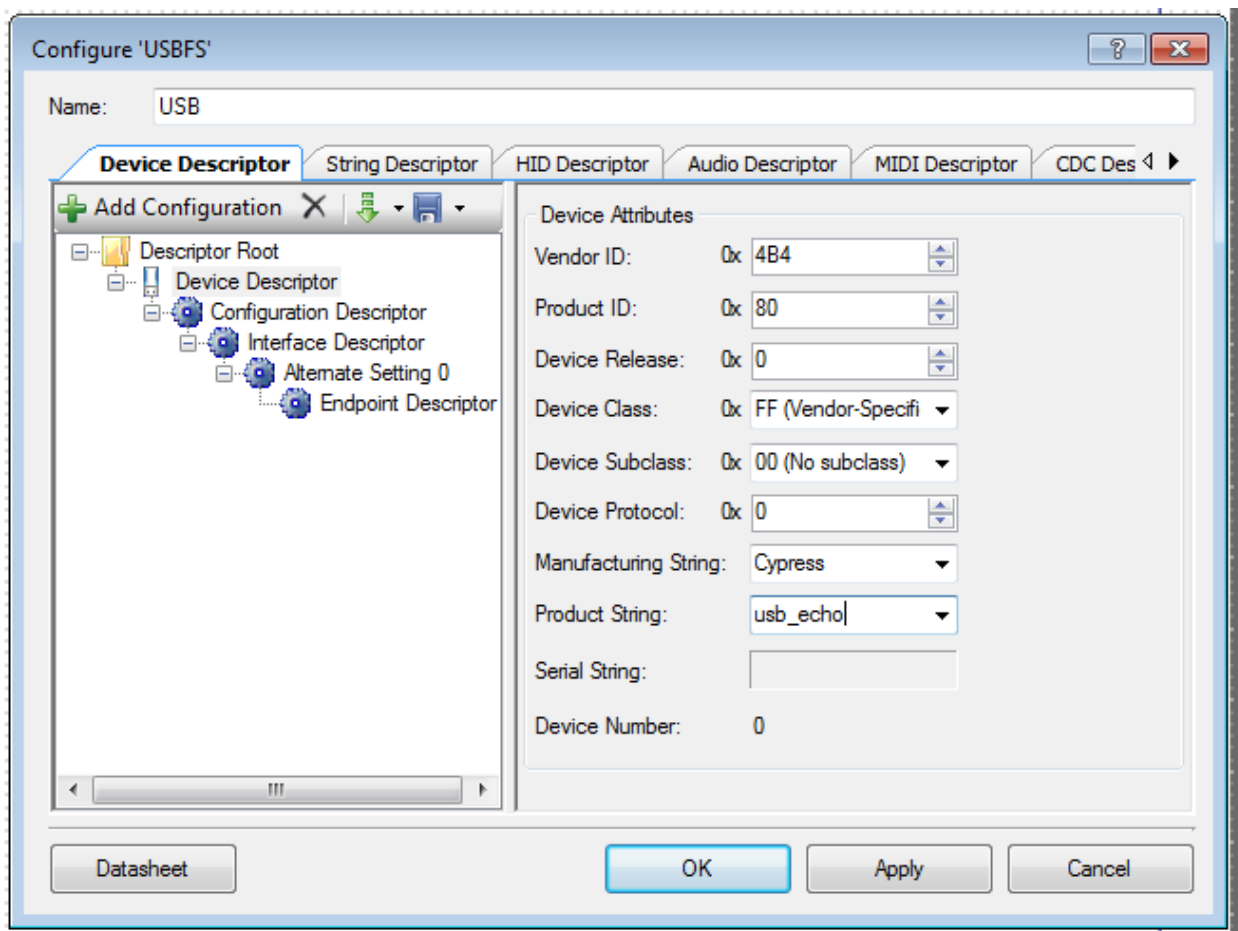 Configure 'USBFS'
?
Name: USB
Device Descriptor String Descriptor HID Descriptor Audio Descriptor MIDI Descriptor CDC Des
Add Configuration
Descriptor Root
Device Descriptor
Configuration Descriptor
Interface Descriptor
Alternate Setting 0
Endpoint Descriptor
Device Attributes
Vendor ID: 0x 4B4
Product ID: 0x 80
Device Release: 0x 0
Device Class: 0x FF (Vendor-Specifi
Device Subclass: 0x 00 (No subclass)
Device Protocol: 0x 0
Manufacturing String: Cypress
Product String: usb_echo
Serial String:
Device Number: 0
Datasheet OK Apply Cancel